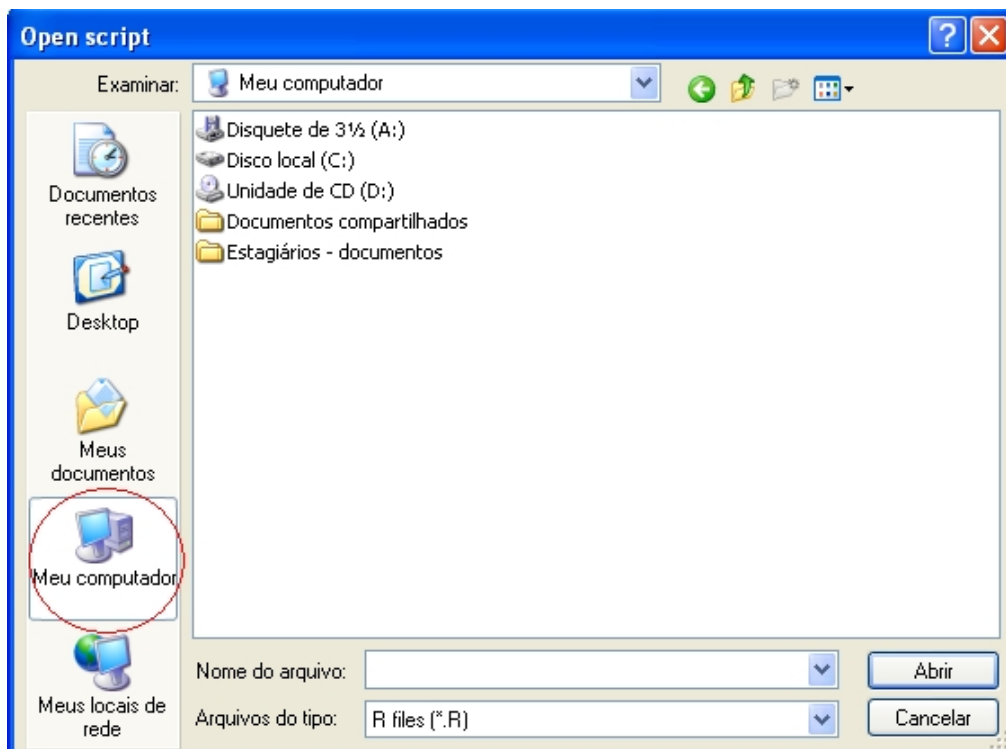 Open script
Examinar:
Meu computador
Disquete de 3½ (A:)
Disco local (C:)
Unidade de CD (D:)
Documentos compartilhados
Estagiários - documentos
Documentos
recentes
Desktop
Meus
documentos
Meu computador
Meus locais de
rede
Nome do arquivo:
Abrir
Arquivos do tipo:
R files (*.R)
Cancelar